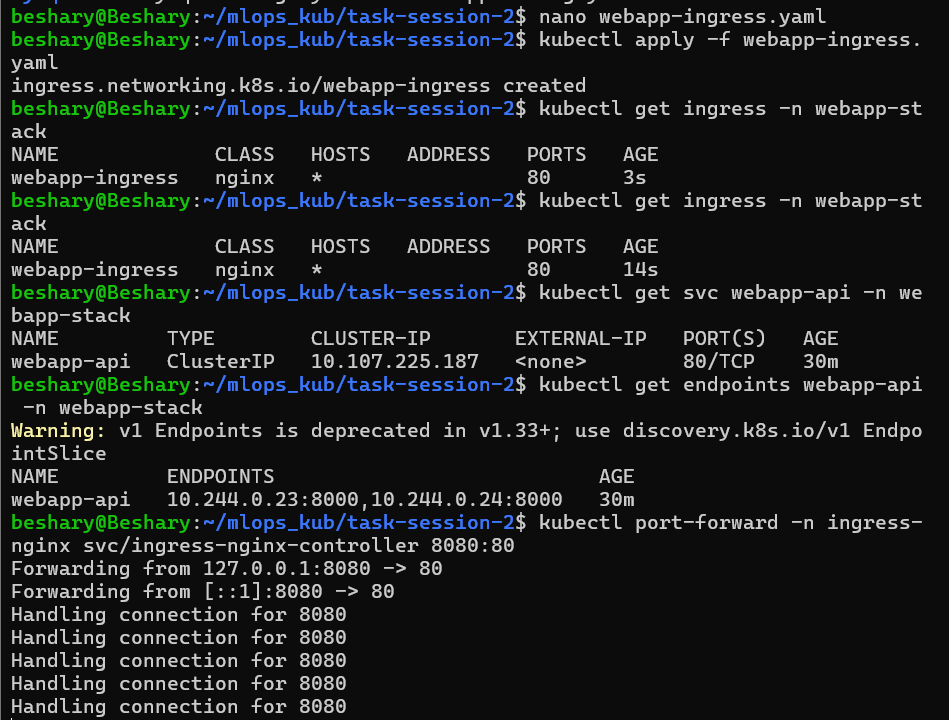 beshary@Beshary:~/mlops_kub/task-session-2$ nano webapp-ingress.yaml
beshary@Beshary:~/mlops_kub/task-session-2$ kubectl apply -f webapp-ingress.
yaml
ingress.networking.k8s.io/webapp-ingress created
beshary@Beshary:~/mlops_kub/task-session-2$ kubectl get ingress -n webapp-st
ack
NAME             CLASS   HOSTS   ADDRESS   PORTS   AGE
webapp-ingress   nginx   *                 80      3s
beshary@Beshary:~/mlops_kub/task-session-2$ kubectl get ingress -n webapp-st
ack
NAME             CLASS   HOSTS   ADDRESS   PORTS   AGE
webapp-ingress   nginx   *                 80      14s
beshary@Beshary:~/mlops_kub/task-session-2$ kubectl get svc webapp-api -n we
bapp-stack
NAME         TYPE        CLUSTER-IP       EXTERNAL-IP   PORT(S)   AGE
webapp-api   ClusterIP   10.107.225.187   <none>        80/TCP    30m
beshary@Beshary:~/mlops_kub/task-session-2$ kubectl get endpoints webapp-api
 -n webapp-stack
Warning: v1 Endpoints is deprecated in v1.33+; use discovery.k8s.io/v1 Endpo
intSlice
NAME         ENDPOINTS                           AGE
webapp-api   10.244.0.23:8000,10.244.0.24:8000   30m
beshary@Beshary:~/mlops_kub/task-session-2$ kubectl port-forward -n ingress-
nginx svc/ingress-nginx-controller 8080:80
Forwarding from 127.0.0.1:8080 -> 80
Forwarding from [::1]:8080 -> 80
Handling connection for 8080
Handling connection for 8080
Handling connection for 8080
Handling connection for 8080
Handling connection for 8080